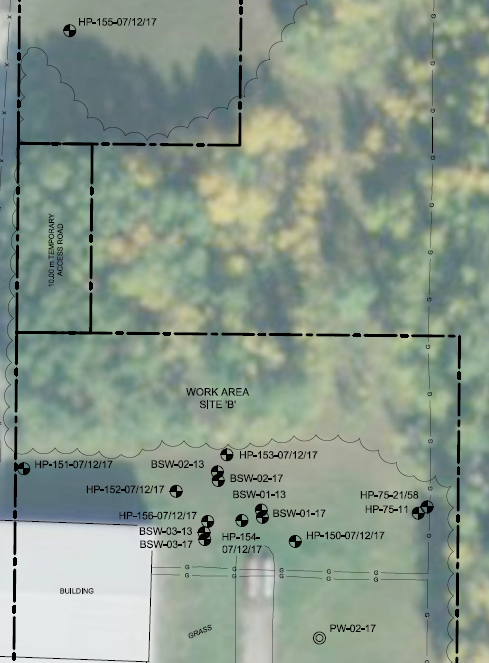 HP-155-07/12/17
10.00 m TEMPORARY
ACCESS ROAD
WORK AREA
SITE 'B'
HP-153-07/12/17
HP-151-07/12/17
BSW-02-13
BSW-02-17
HP-152-07/12/17
BSW-01-13
HP-75-21/58
HP-75-11
HP-156-07/12/17
BSW-01-17
BSW-03-13
HP-154-
07/12/17
HP-150-07/12/17
BSW-03-17
G G G G G
G G G G G
BUILDING
GRASS
PW-02-17